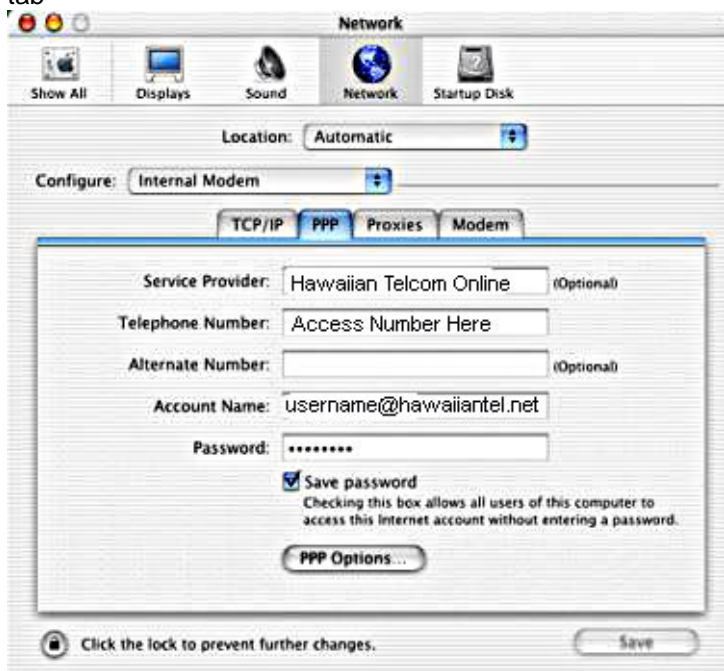 tab
Network
Show All Displays Sound Network Startup Disk
Location: Automatic
Configure: Internal Modem
TCP/IP PPP Proxies Modem
Service Provider: Hawaiian Telcom Online (Optional)
Telephone Number: Access Number Here
Alternate Number: (Optional)
Account Name: username@hawaiiantel.net
Password: ••••••••
Save password
Checking this box allows all users of this computer to
access this Internet account without entering a password.
PPP Options...
Click the lock to prevent further changes. Save